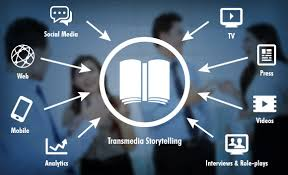 Social Media
TV
Web
Press
Mobile
Videos
Transmedia Storytelling
Analytics
Interviews & Role-plays